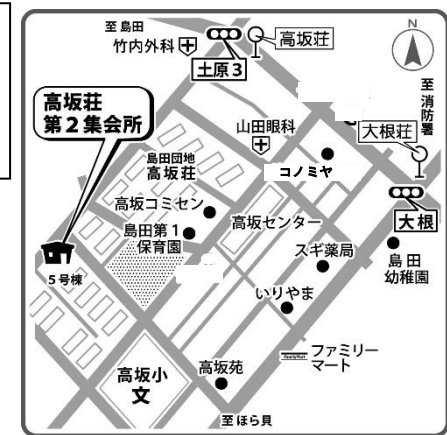 至島田
竹内外科
高坂荘
土原3
N
至消防署
高坂荘
第2集会所
山田眼科
大根荘
コノミヤ
島田団地
高坂荘
大根
高坂コミセン
高坂センター
島田第1
保育園
スギ薬局
島田
幼稚園
5号棟
いりやま
ファミリー
マート
FamilyMart
高坂小
文
高坂苑
至ほら貝